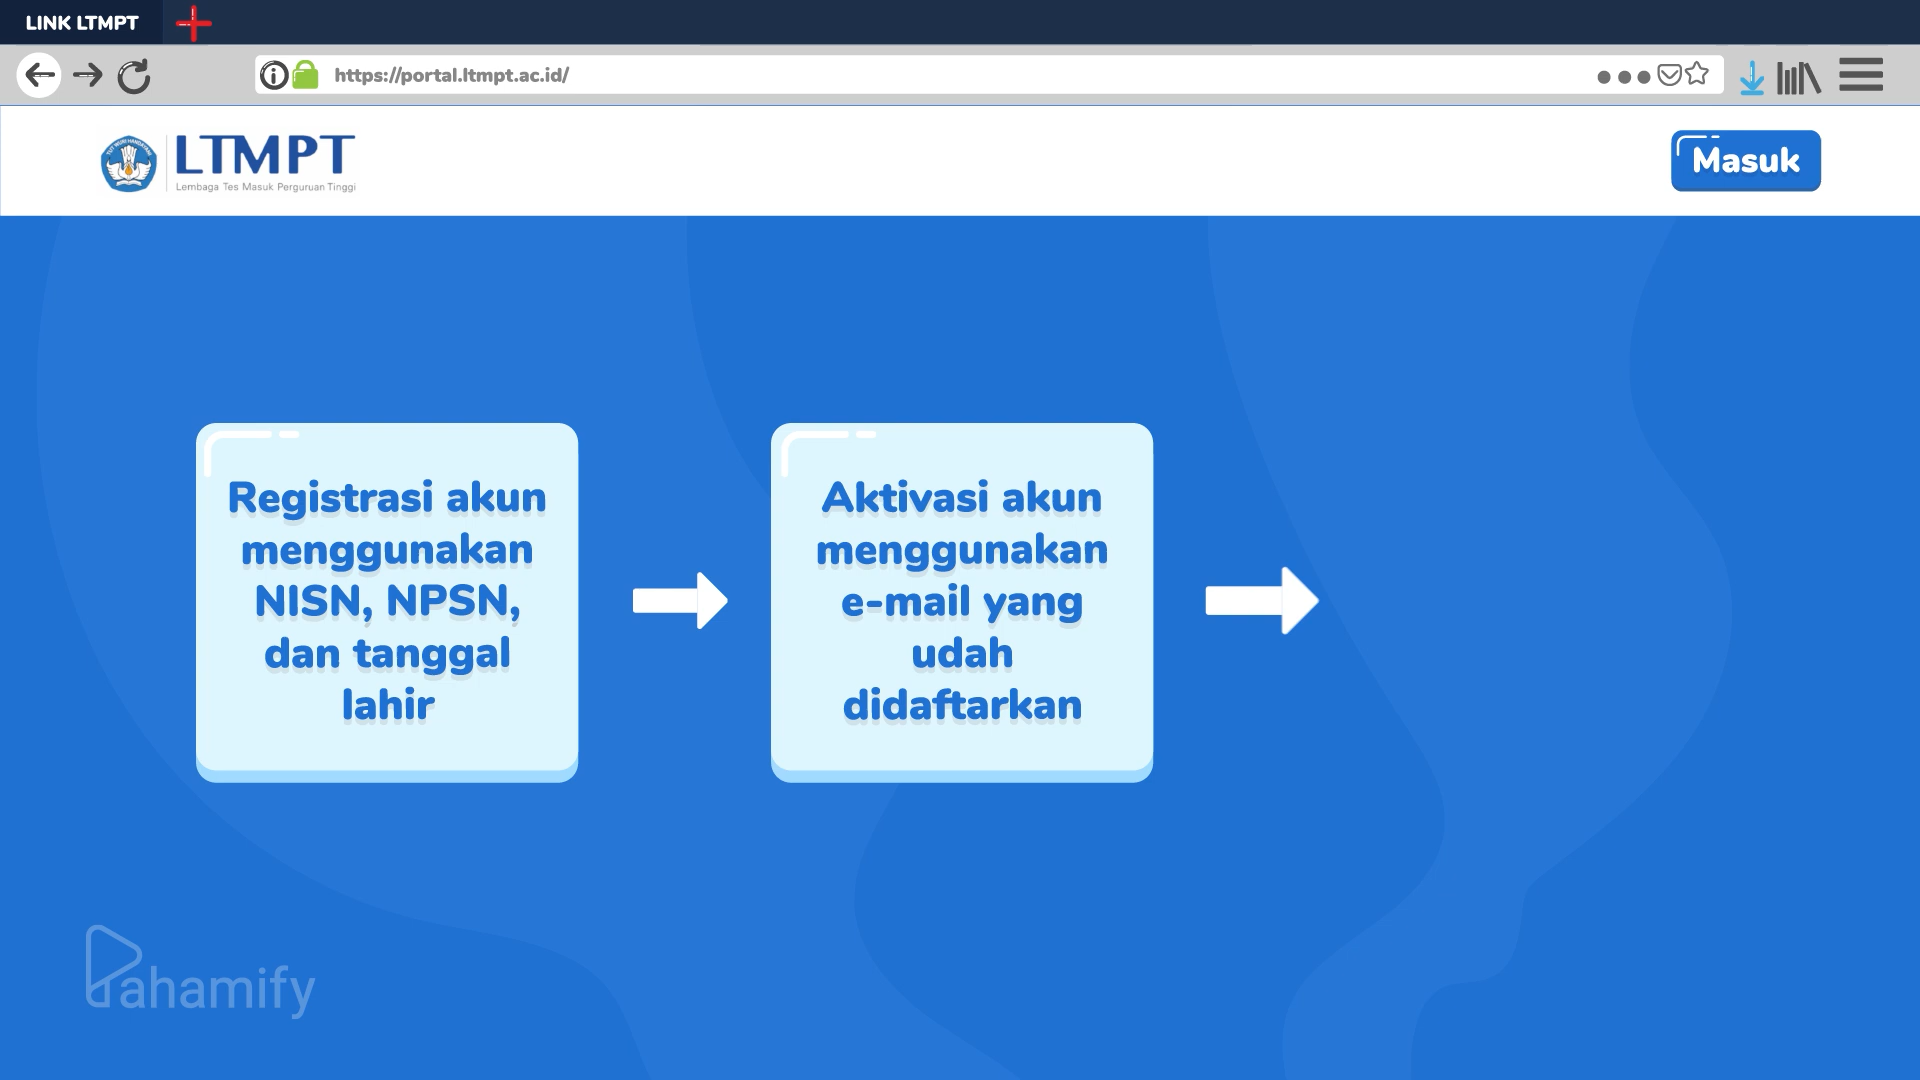 LINK LTMPT
https://portal.ltmpt.ac.id/
LTMPT
Lembaga Tes Masuk Perguruan Tinggi
Masuk
Registrasi akun
menggunakan
NISN, NPSN,
dan tanggal
lahir
Aktivasi akun
menggunakan
e-mail yang
udah
didaftarkan
Pahamify